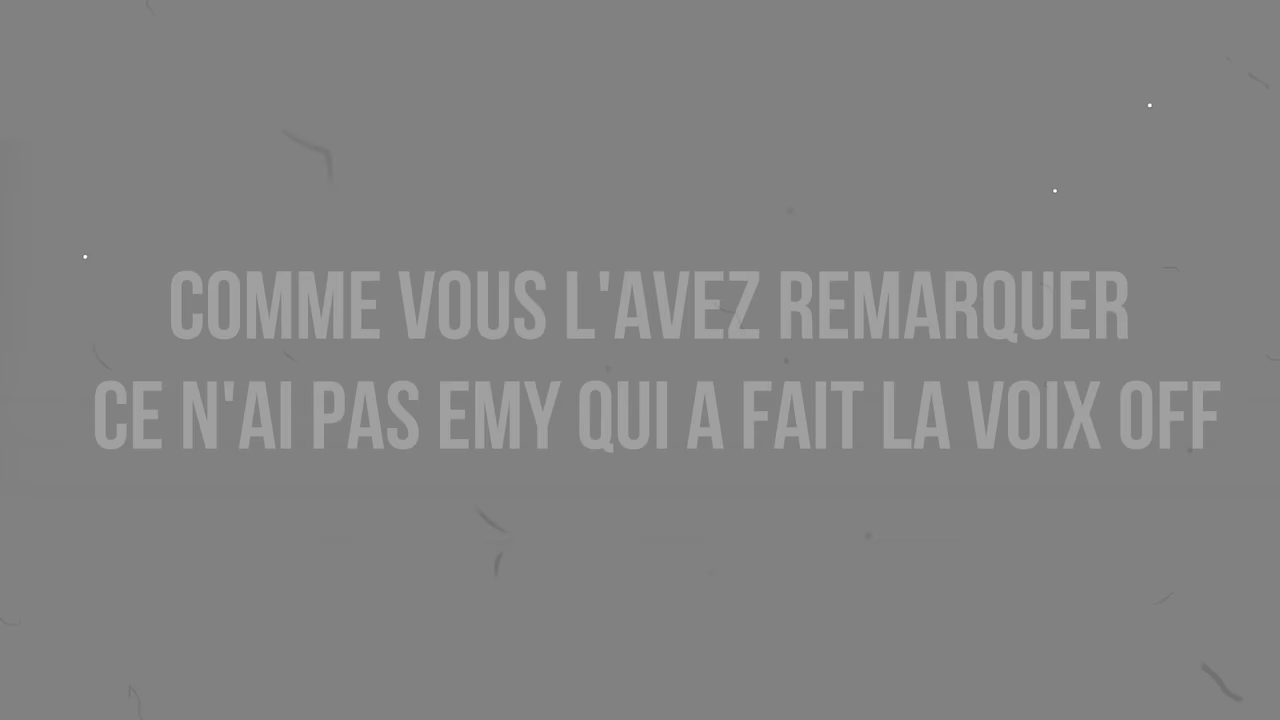 COMME VOUS L'AVEZ REMARQUER
CE N'AI PAS EMY QUI A FAIT LA VOIX OFF